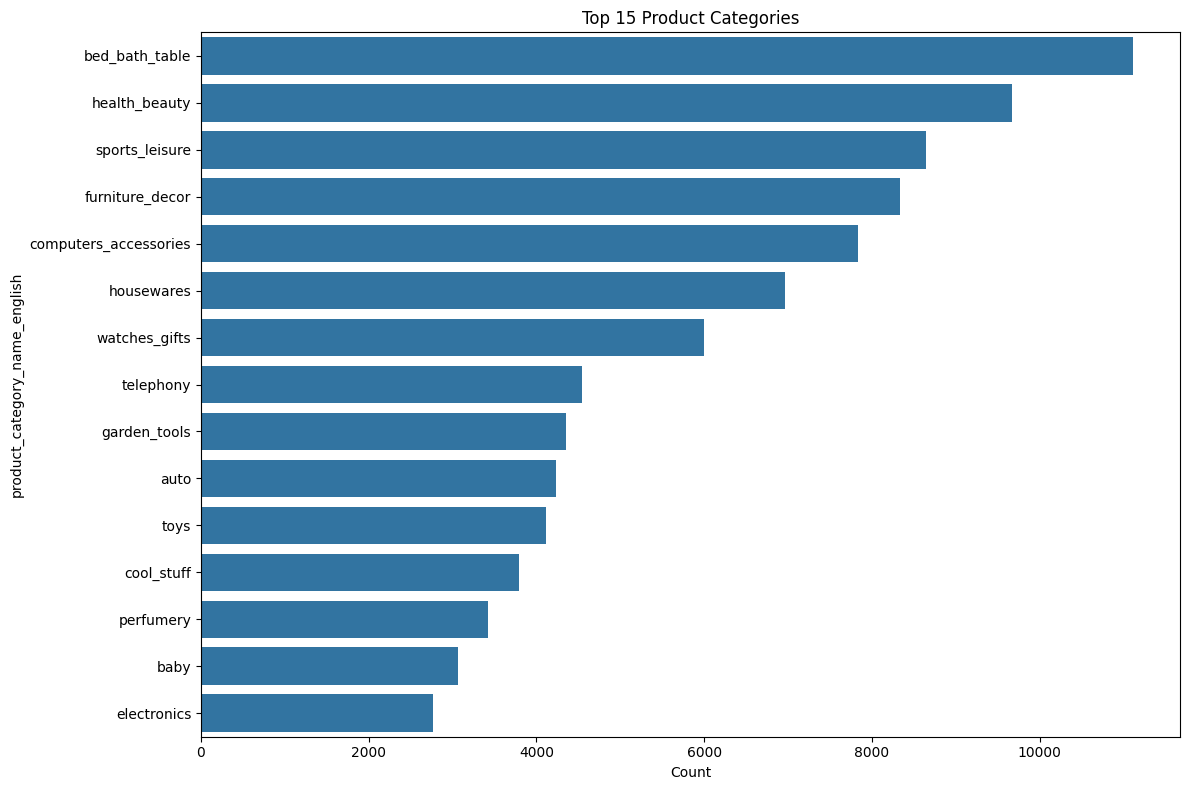 Top 15 Product Categories
product_category_name_english
bed_bath_table
health_beauty
sports_leisure
furniture_decor
computers_accessories
housewares
watches_gifts
telephony
garden_tools
auto
toys
cool_stuff
perfumery
baby
electronics
0 2000 4000 6000 8000 10000
Count